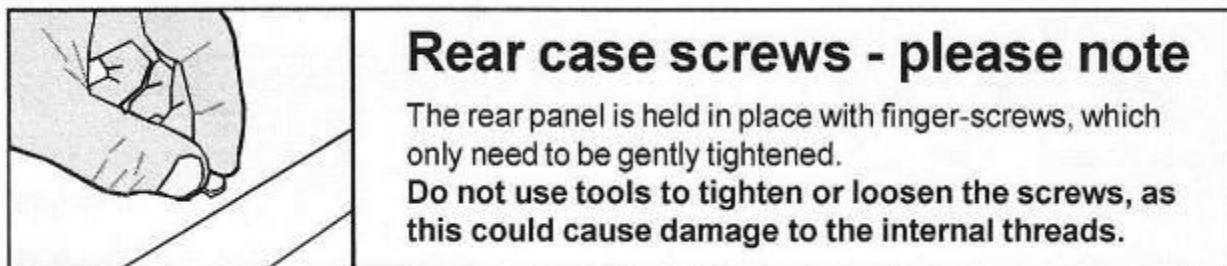 Rear case screws - please note
The rear panel is held in place with finger-screws, which
only need to be gently tightened.
Do not use tools to tighten or loosen the screws, as
this could cause damage to the internal threads.